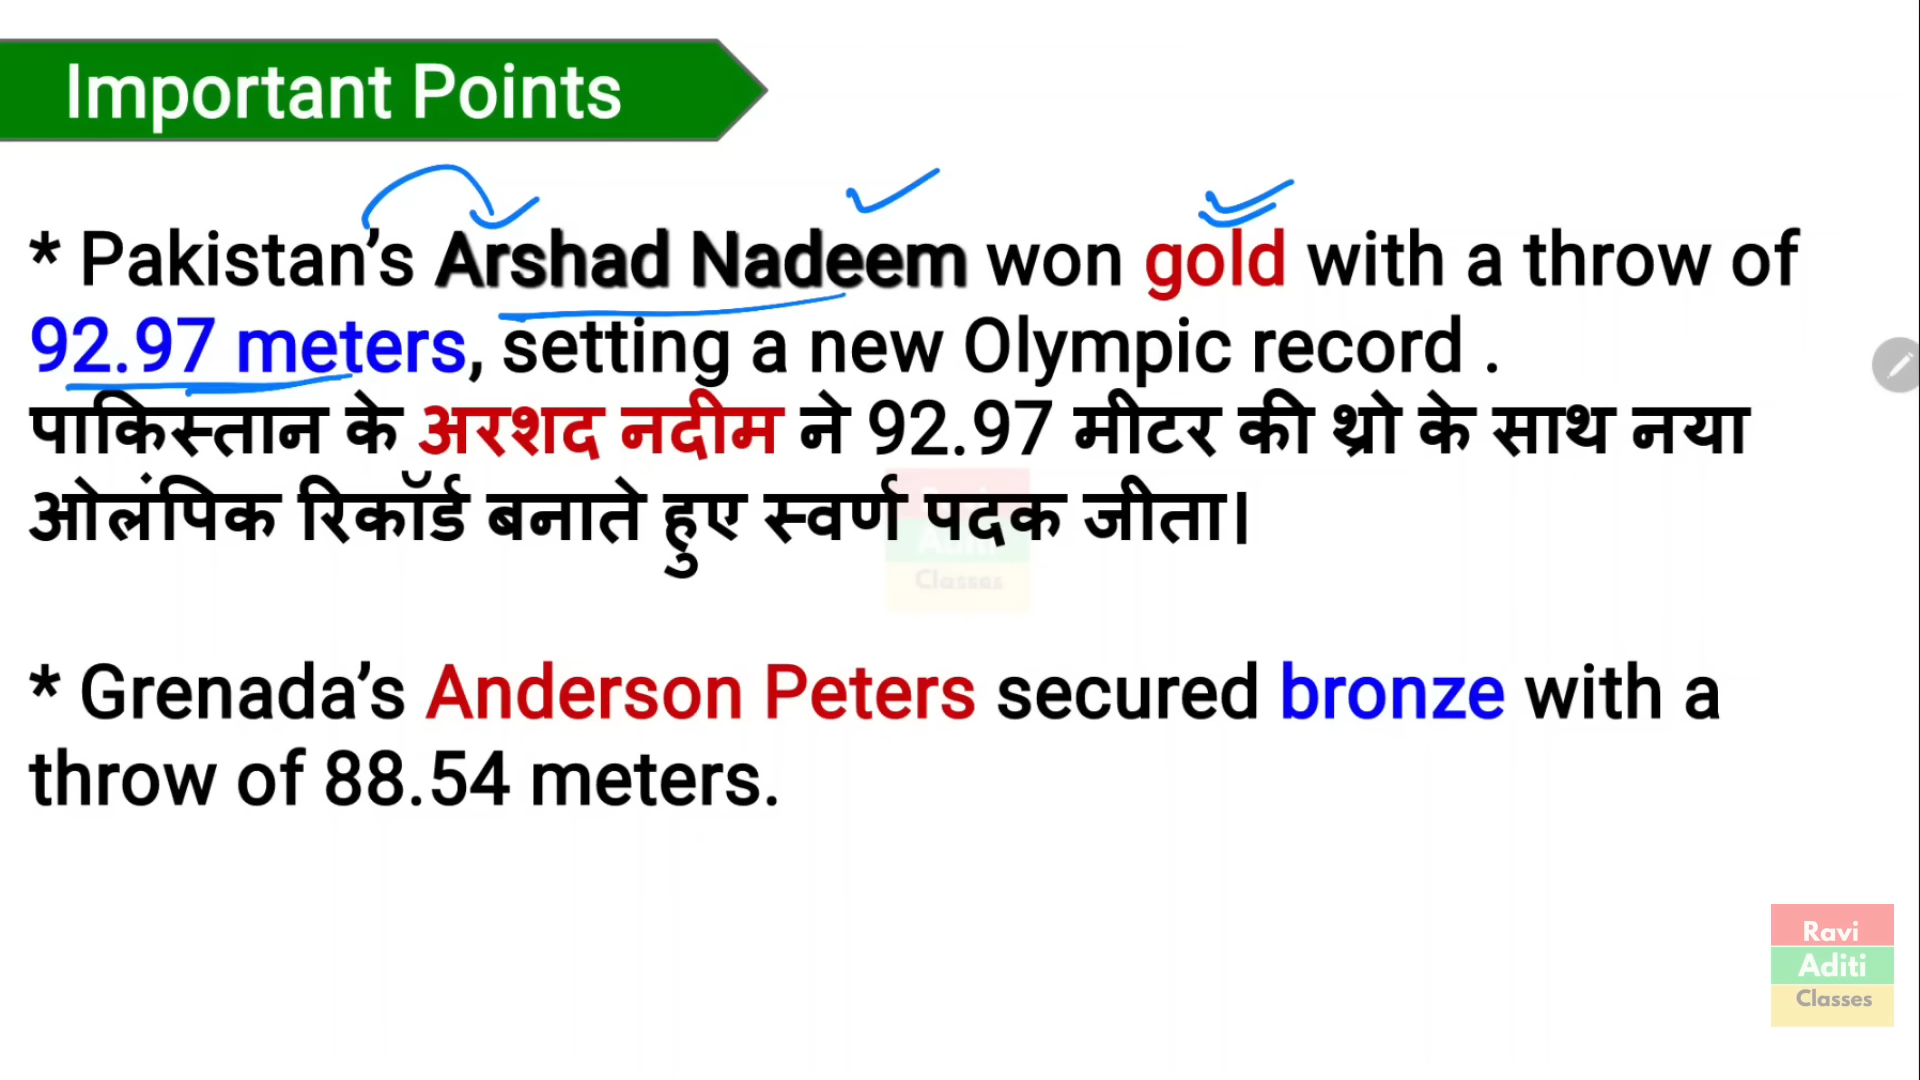 Important Points
* Pakistan’s Arshad Nadeem won gold with a throw of
92.97 meters, setting a new Olympic record .
पाकिस्तान के अरशद नदीम ने 92.97 मीटर की थ्रो के साथ नया
ओलंपिक रिकॉर्ड बनाते हुए स्वर्ण पदक जीता।
Aditi
Classes
* Grenada’s Anderson Peters secured bronze with a
throw of 88.54 meters.
Ravi
Aditi
Classes